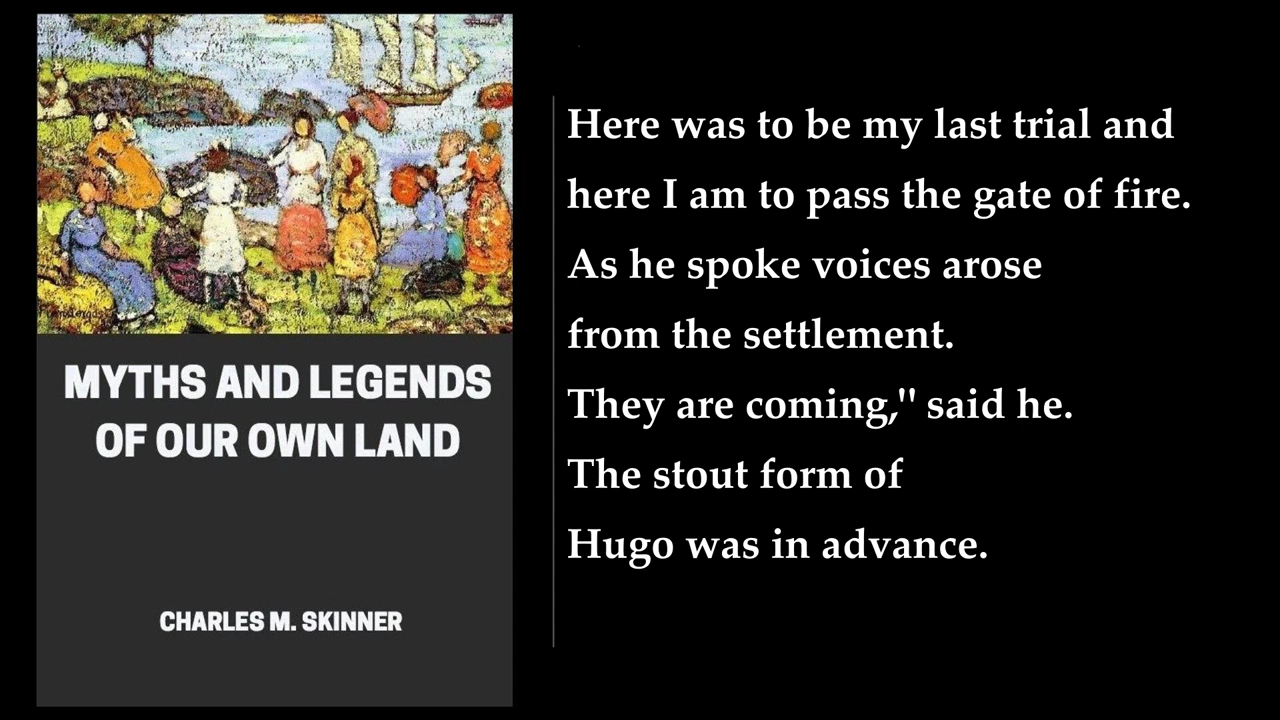 MYTHS AND LEGENDS
OF OUR OWN LAND
CHARLES M. SKINNER
Here was to be my last trial and
here I am to pass the gate of fire.
As he spoke voices arose
from the settlement.
They are coming," said he.
The stout form of
Hugo was in advance.